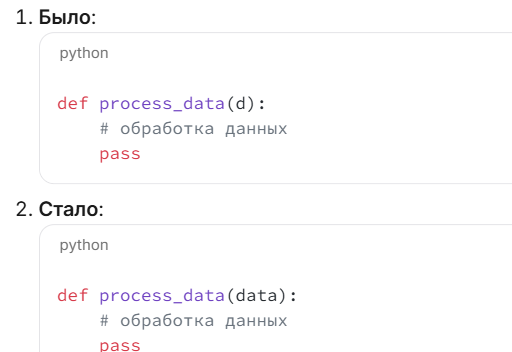 1. Было:
python
def process_data(d):
# обработка данных
pass
2. Стало:
python
def process_data(data):
# обработка данных
pass